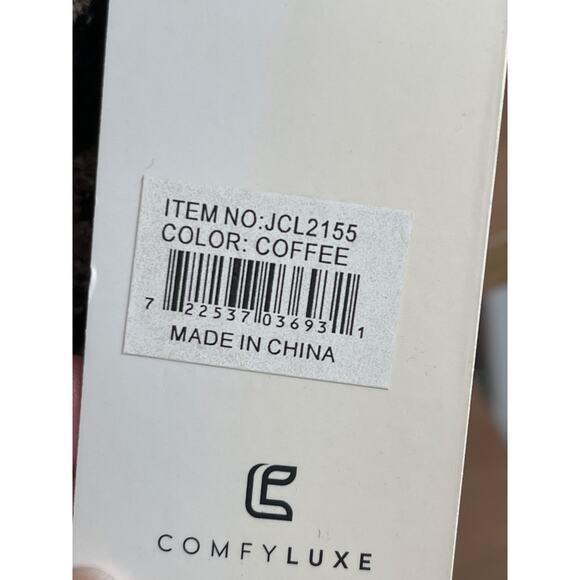 ITEM NO:JCL2155
COLOR: COFFEE
7 22537 03693 1
MADE IN CHINA
COMFYLUXE